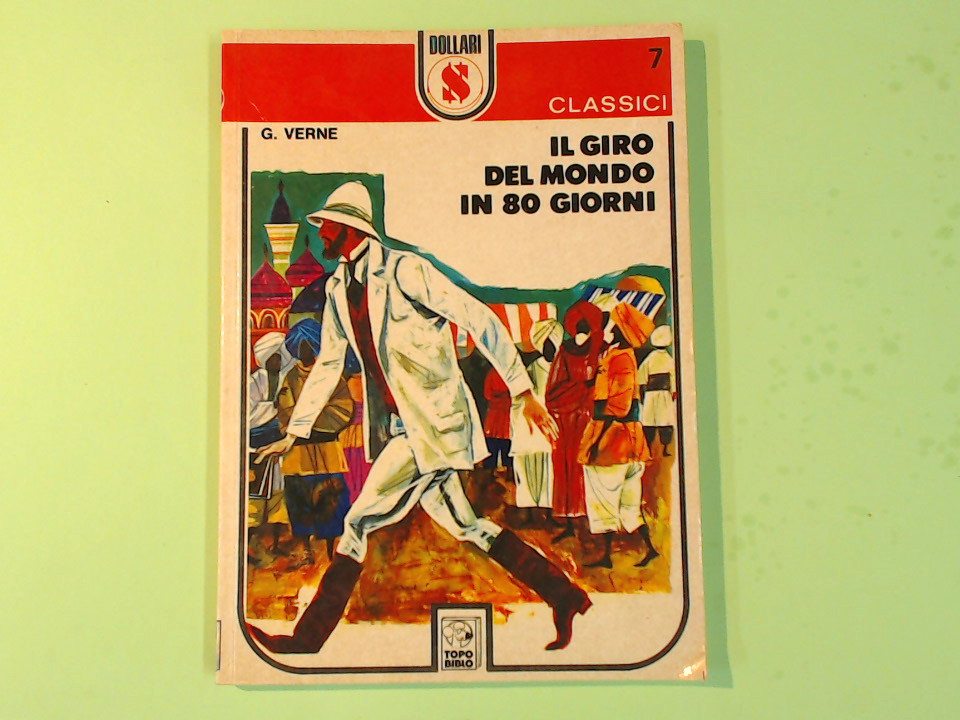 DOLLARI
$
7
CLASSICI
G. VERNE
IL GIRO
DEL MONDO
IN 80 GIORNI
TOPO
BIBLO